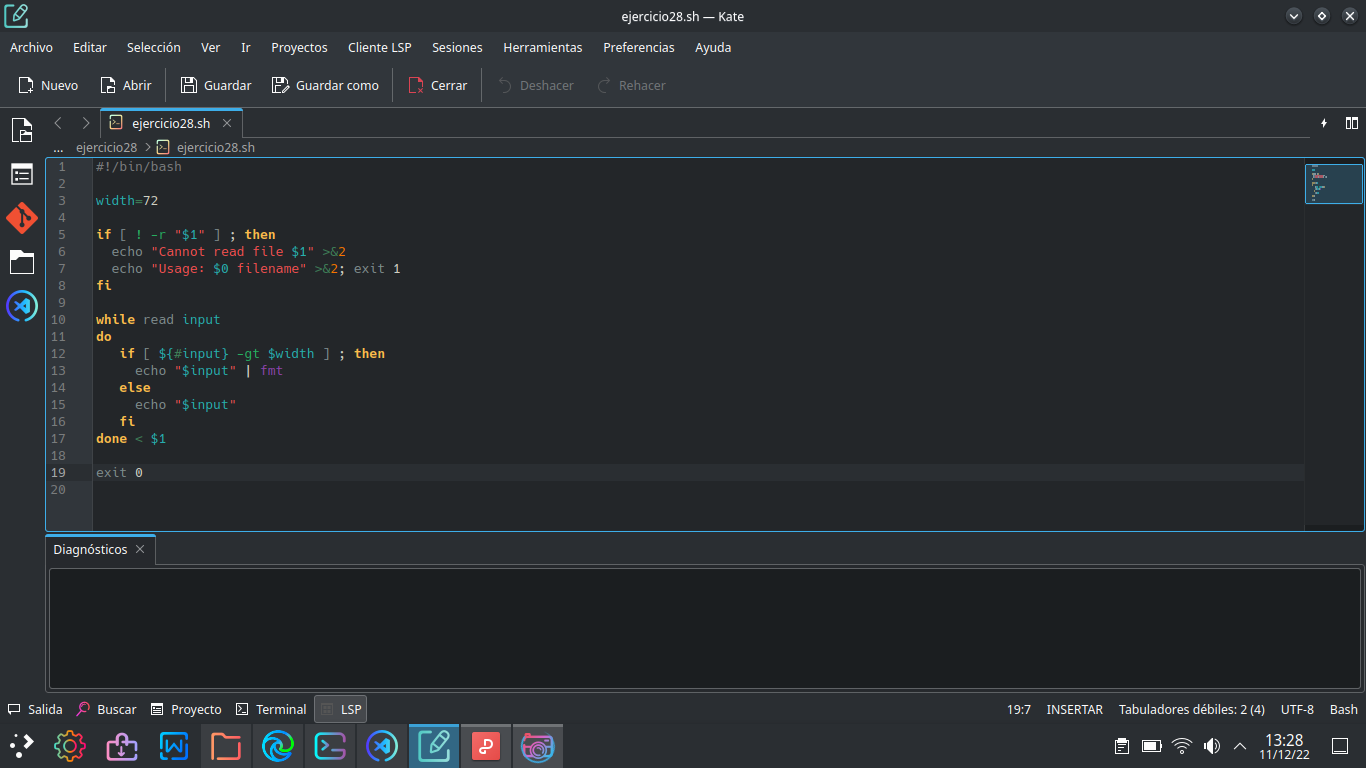 ejercicio28.sh — Kate
Archivo Editar Selección Ver Ir Proyectos Cliente LSP Sesiones Herramientas Preferencias Ayuda
Nuevo Abrir Guardar Guardar como Cerrar Deshacer Rehacer
ejercicio28.sh
... ejercicio28 > ejercicio28.sh
1 #!/bin/bash
2
3 width=72
4
5 if [ ! -r "$1" ] ; then
6   echo "Cannot read file $1" >&2
7   echo "Usage: $0 filename" >&2; exit 1
8 fi
9
10 while read input
11 do
12    if [ ${#input} -gt $width ] ; then
13      echo "$input" | fmt
14    else
15      echo "$input"
16    fi
17 done < $1
18
19 exit 0
20
Diagnósticos
Salida Buscar Proyecto Terminal LSP 19:7 INSERTAR Tabuladores débiles: 2 (4) UTF-8 Bash
13:28
11/12/22